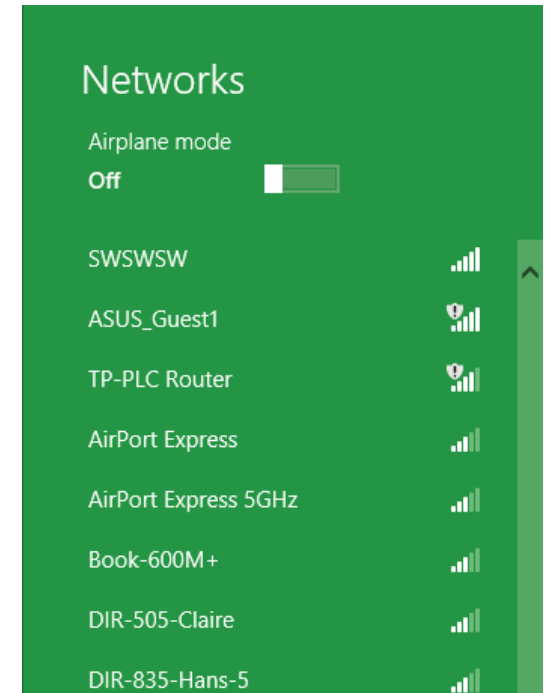 Networks
Airplane mode
Off
SWSWSW
ASUS_Guest1
TP-PLC Router
AirPort Express
AirPort Express 5GHz
Book-600M+
DIR-505-Claire
DIR-835-Hans-5